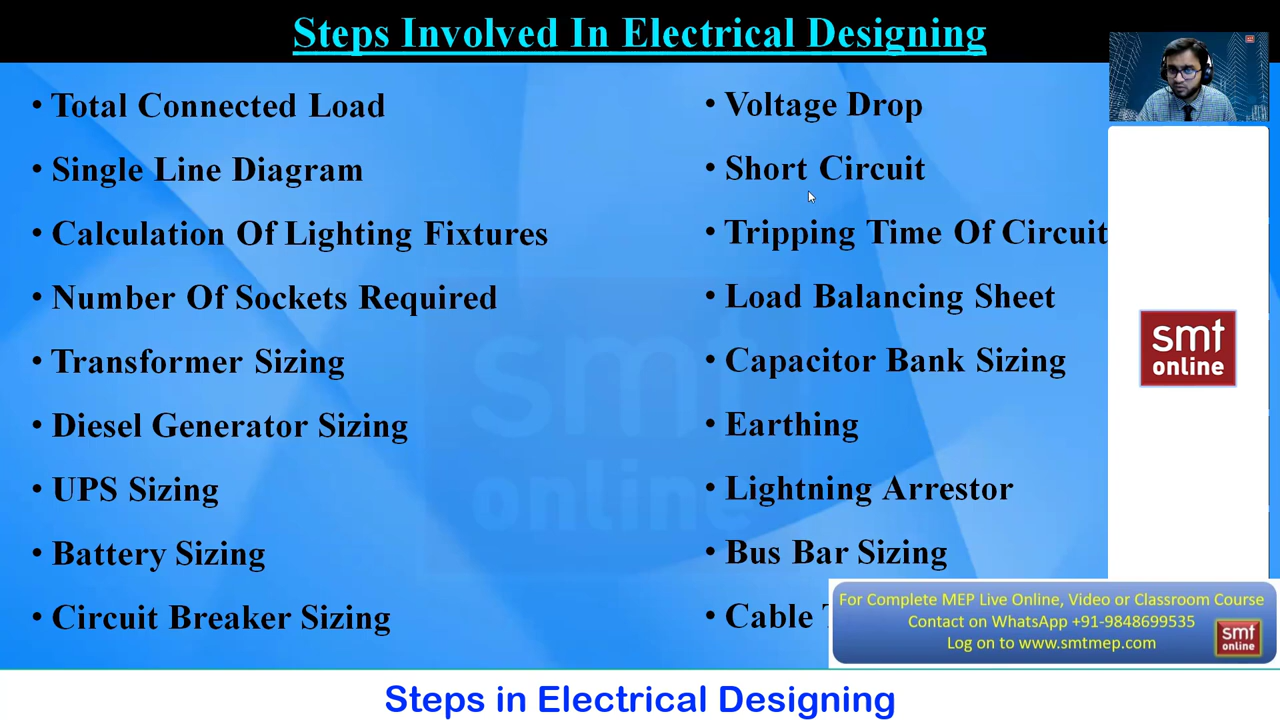 Steps Involved In Electrical Designing
• Total Connected Load
• Single Line Diagram
• Calculation Of Lighting Fixtures
• Number Of Sockets Required
• Transformer Sizing
• Diesel Generator Sizing
• UPS Sizing
• Battery Sizing
• Circuit Breaker Sizing
• Voltage Drop
• Short Circuit
• Tripping Time Of Circuit
• Load Balancing Sheet
• Capacitor Bank Sizing
• Earthing
• Lightning Arrestor
• Bus Bar Sizing
• Cable
smt
online
smt
online
For Complete MEP Live Online, Video or Classroom Course
Contact on WhatsApp +91-9848699535
Log on to www.smtmep.com
smt
online
Steps in Electrical Designing